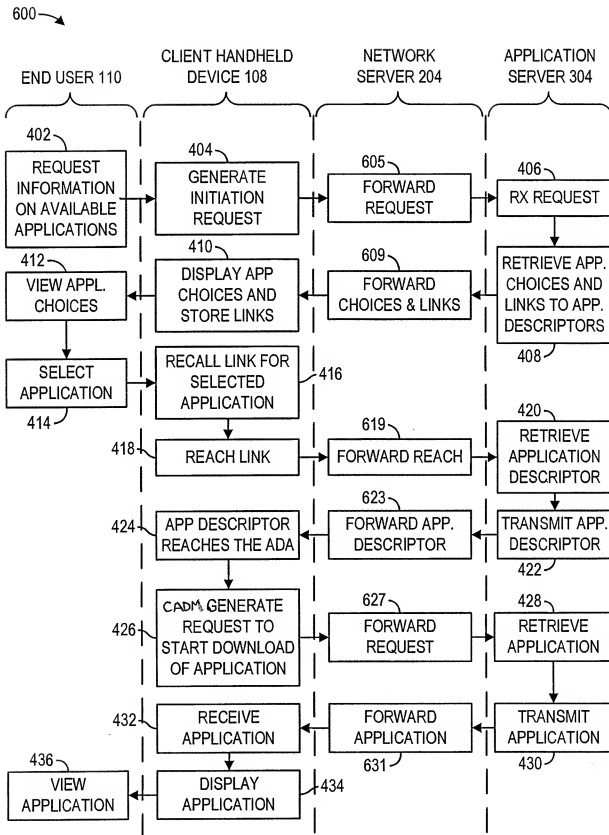 600
END USER 110
CLIENT HANDHELD
DEVICE 108
NETWORK
SERVER 204
APPLICATION
SERVER 304
402
REQUEST
INFORMATION
ON AVAILABLE
APPLICATIONS
404
GENERATE
INITIATION
REQUEST
605
FORWARD
REQUEST
406
RX REQUEST
412
VIEW APPL.
CHOICES
410
DISPLAY APP
CHOICES AND
STORE LINKS
609
FORWARD
CHOICES & LINKS
RETRIEVE APP.
CHOICES AND
LINKS TO APP.
DESCRIPTORS
408
SELECT
APPLICATION
414
RECALL LINK FOR
SELECTED
APPLICATION
416
418
REACH LINK
619
FORWARD REACH
420
RETRIEVE
APPLICATION
DESCRIPTOR
424
APP DESCRIPTOR
REACHES THE ADA
623
FORWARD APP.
DESCRIPTOR
TRANSMIT APP.
DESCRIPTOR
422
426
CADM GENERATE
REQUEST TO
START DOWNLOAD
OF APPLICATION
627
FORWARD
REQUEST
428
RETRIEVE
APPLICATION
432
RECEIVE
APPLICATION
FORWARD
APPLICATION
631
TRANSMIT
APPLICATION
430
436
VIEW
APPLICATION
DISPLAY
APPLICATION
434